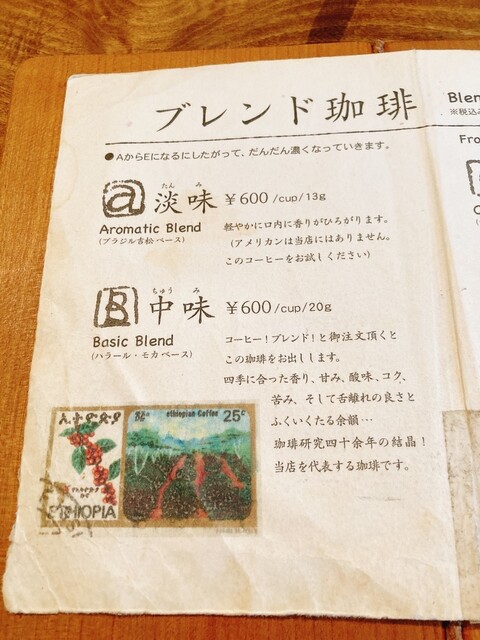 ブレンド珈琲
Blen
※税込み
●AからEになるにしたがって、だんだん濃くなっていきます。
Fro
a 淡味 ¥600/cup/13g
たん み
Aromatic Blend
(ブラジル吉松ベース)
軽やかに口内に香りがひろがります。
(アメリカンは当店にはありません。
このコーヒーをお試しください)
B 中味 ¥600/cup/20g
ちゅう み
Basic Blend
(ハラール・モカベース)
コーヒー！ブレンド！と御注文頂くと
この珈琲をお出しします。
四季に合った香り、甘み、酸味、コク、
苦み、そして舌離れの良さと
ふくいくたる余韻…
珈琲研究四十余年の結晶！
当店を代表する珈琲です。
ኢትዮጵያ
ethiopian Coffee
25c
ETHIOPIA